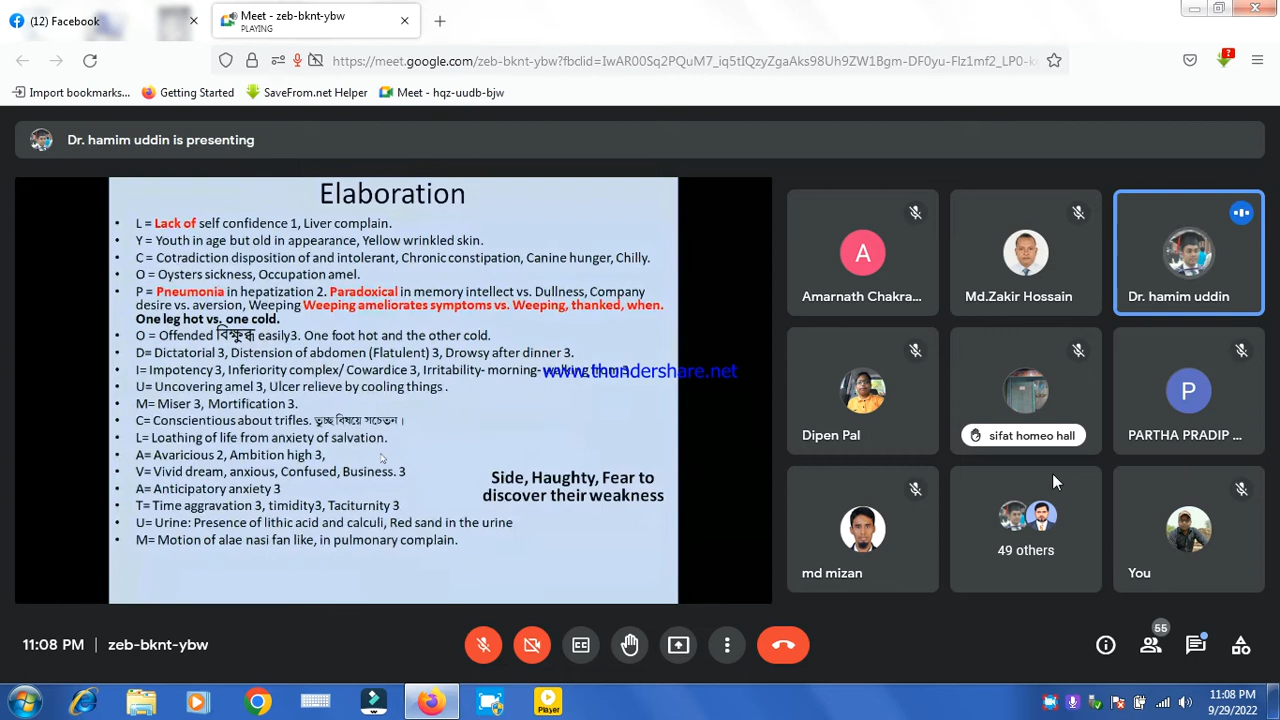 (12) Facebook
Meet - zeb-bknt-ybw
PLAYING
https://meet.google.com/zeb-bknt-ybw?fbclid=IwAR00Sq2PQuM7_iq5tIQzyZgaAks98Uh9ZW1Bgm-DF0yu-Flz1mf2_LP0-
Import bookmarks...
Getting Started
SaveFrom.net Helper
Meet - hqz-uudb-bjw
Dr. hamim uddin is presenting
Elaboration
• L = Lack of self confidence 1, Liver complain.
• Y = Youth in age but old in appearance, Yellow wrinkled skin.
• C = Cotradiction disposition of and intolerant, Chronic constipation, Canine hunger, Chilly.
• O = Oysters sickness, Occupation amel.
• P = Pneumonia in hepatization 2. Paradoxical in memory intellect vs. Dullness, Company
desire vs. aversion, Weeping Weeping ameliorates symptoms vs. Weeping, thanked, when.
One leg hot vs. one cold.
• O = Offended বিক্ষুব্ধ easily3. One foot hot and the other cold.
• D= Dictatorial 3, Distension of abdomen (Flatulent) 3, Drowsy after dinner 3.
• I= Impotency 3, Inferiority complex/ Cowardice 3, Irritability- morning- walking from 3.
www.thundershare.net
• U= Uncovering amel 3, Ulcer relieve by cooling things .
• M= Miser 3, Mortification 3.
• C= Conscientious about trifles. তুচ্ছ বিষয়ে সচেতন।
• L= Loathing of life from anxiety of salvation.
• A= Avaricious 2, Ambition high 3,
• V= Vivid dream, anxious, Confused, Business. 3
• A= Anticipatory anxiety 3
• T= Time aggravation 3, timidity3, Taciturnity 3
• U= Urine: Presence of lithic acid and calculi, Red sand in the urine
• M= Motion of alae nasi fan like, in pulmonary complain.
Side, Haughty, Fear to
discover their weakness
A
Amarnath Chakra...
Md.Zakir Hossain
Dr. hamim uddin
Dipen Pal
sifat homeo hall
P
PARTHA PRADIP ...
md mizan
49 others
You
11:08 PM | zeb-bknt-ybw
55
Player
11:08 PM
9/29/2022